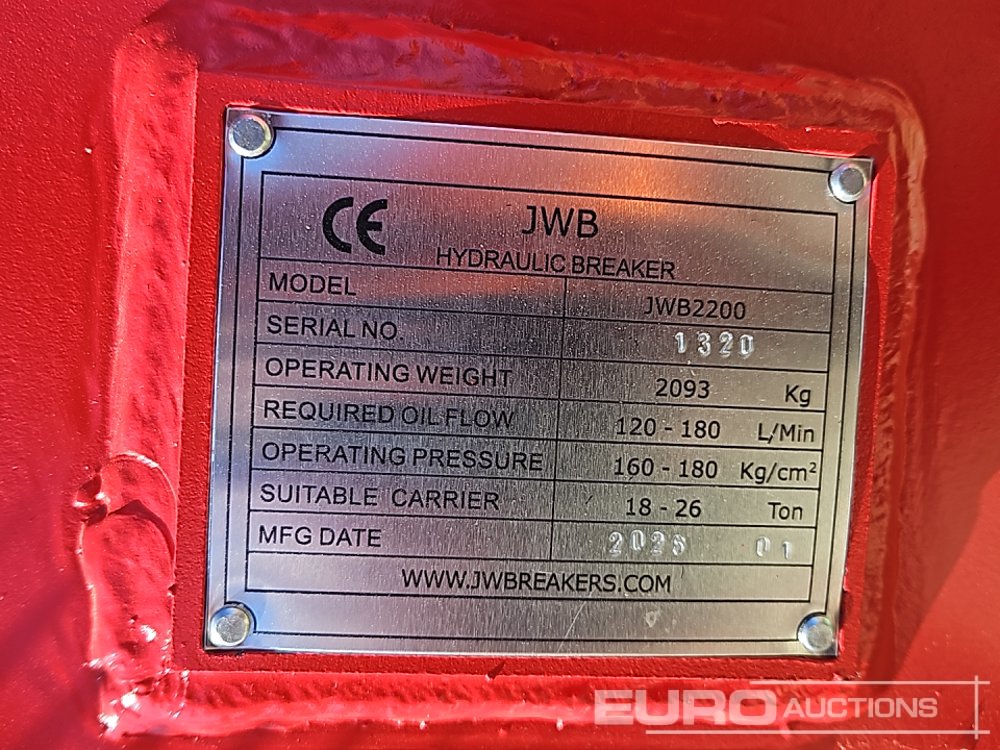 CE JWB
HYDRAULIC BREAKER
MODEL JWB2200
SERIAL NO. 1320
OPERATING WEIGHT 2093 Kg
REQUIRED OIL FLOW 120 - 180 L/Min
OPERATING PRESSURE 160 - 180 Kg/cm²
SUITABLE CARRIER 18 - 26 Ton
MFG DATE 01
WWW.JWBREAKERS.COM
EURO AUCTIONS